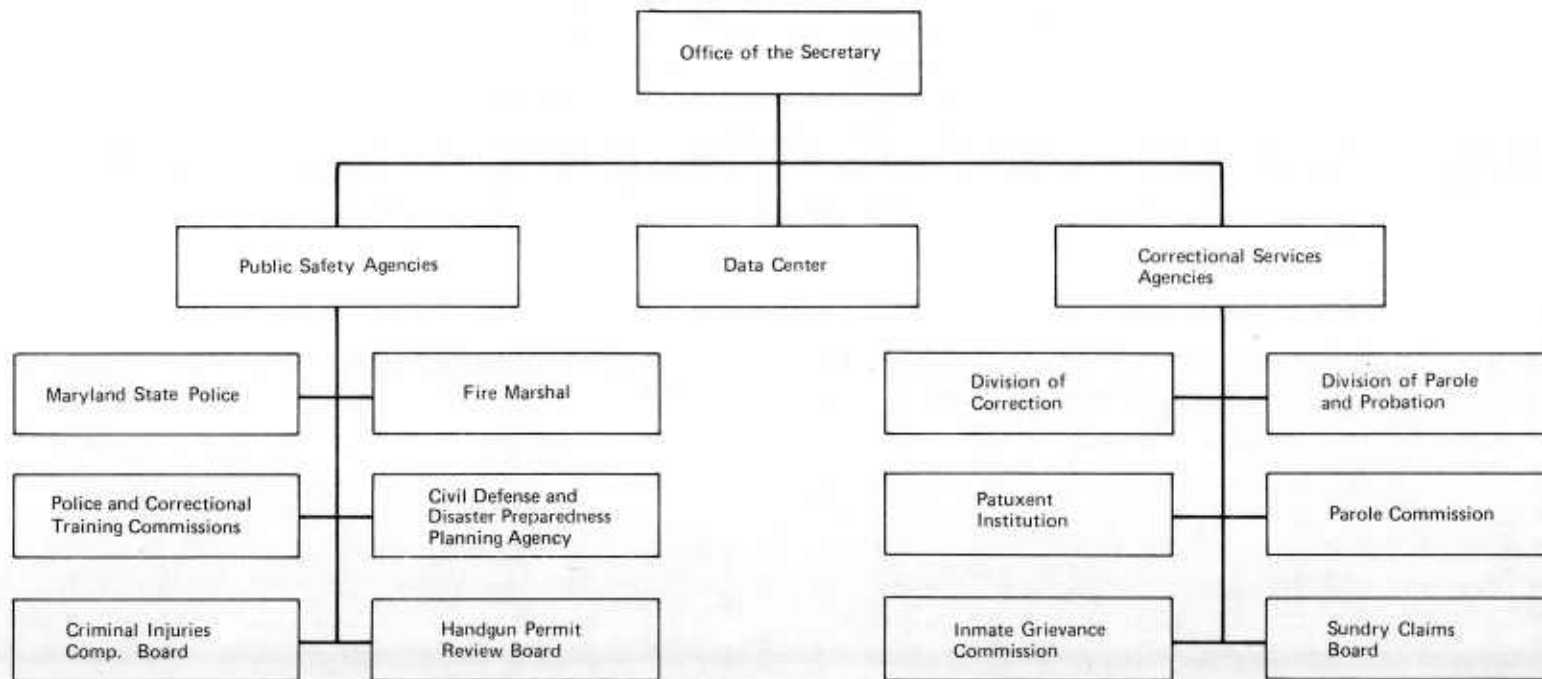 Office of the Secretary
Public Safety Agencies
Data Center
Correctional Services
Agencies
Maryland State Police
Fire Marshal
Division of
Correction
Division of Parole
and Probation
Police and Correctional
Training Commissions
Civil Defense and
Disaster Preparedness
Planning Agency
Patuxent
Institution
Parole Commission
Criminal Injuries
Comp. Board
Handgun Permit
Review Board
Inmate Grievance
Commission
Sundry Claims
Board